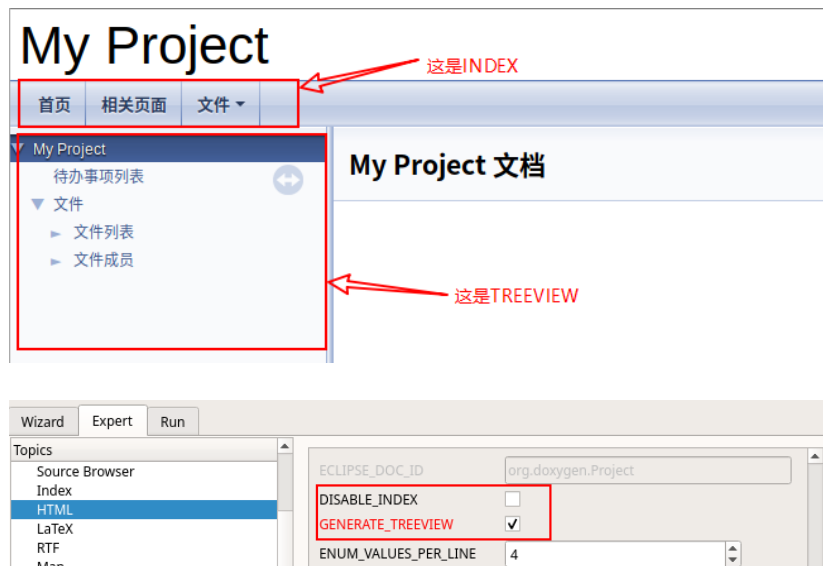 My Project
这是INDEX
首页 相关页面 文件
My Project
待办事项列表
文件
文件列表
文件成员
My Project 文档
这是TREEVIEW
Wizard Expert Run
Topics
Source Browser
Index
HTML
LaTeX
RTF
Man
ECLIPSE_DOC_ID org.doxygen.Project
DISABLE_INDEX
GENERATE_TREEVIEW
ENUM_VALUES_PER_LINE 4